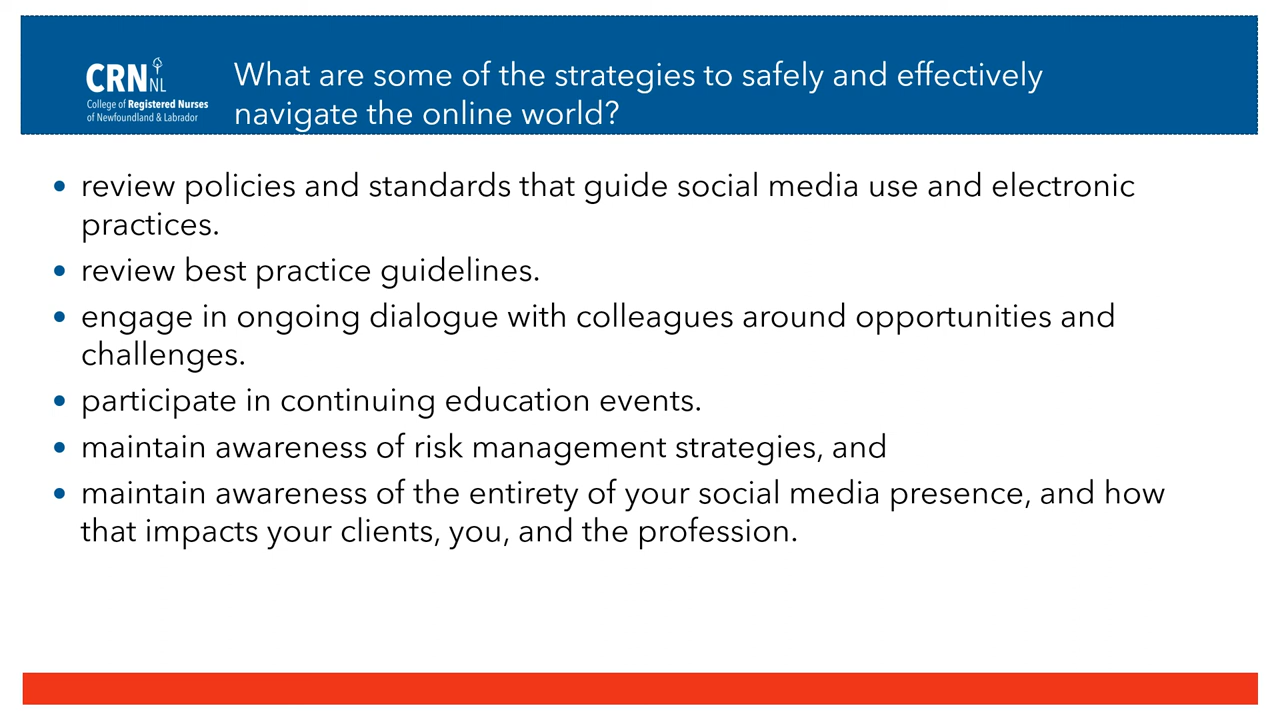 CRN
NL
College of Registered Nurses
of Newfoundland & Labrador
What are some of the strategies to safely and effectively
navigate the online world?
• review policies and standards that guide social media use and electronic
practices.
• review best practice guidelines.
• engage in ongoing dialogue with colleagues around opportunities and
challenges.
• participate in continuing education events.
• maintain awareness of risk management strategies, and
• maintain awareness of the entirety of your social media presence, and how
that impacts your clients, you, and the profession.